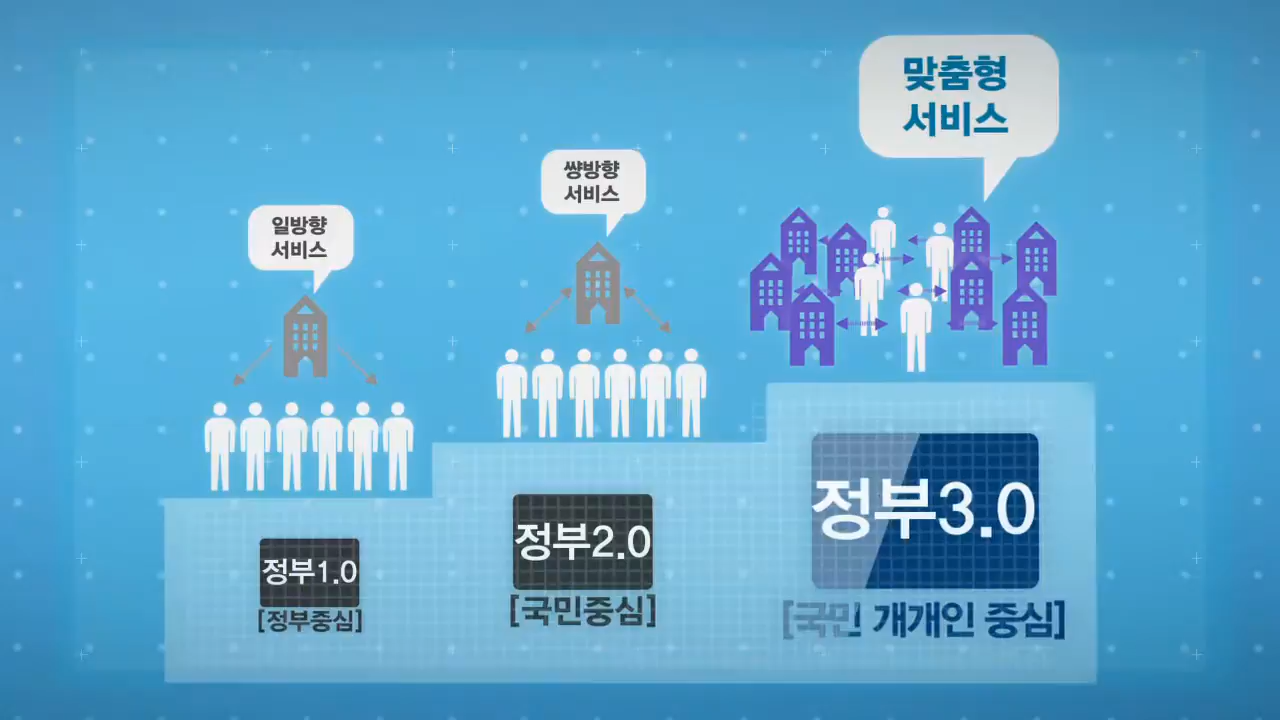 일방향
서비스
정부1.0
[정부중심]
쌍방향
서비스
정부2.0
[국민중심]
맞춤형
서비스
정부3.0
[국민 개개인 중심]